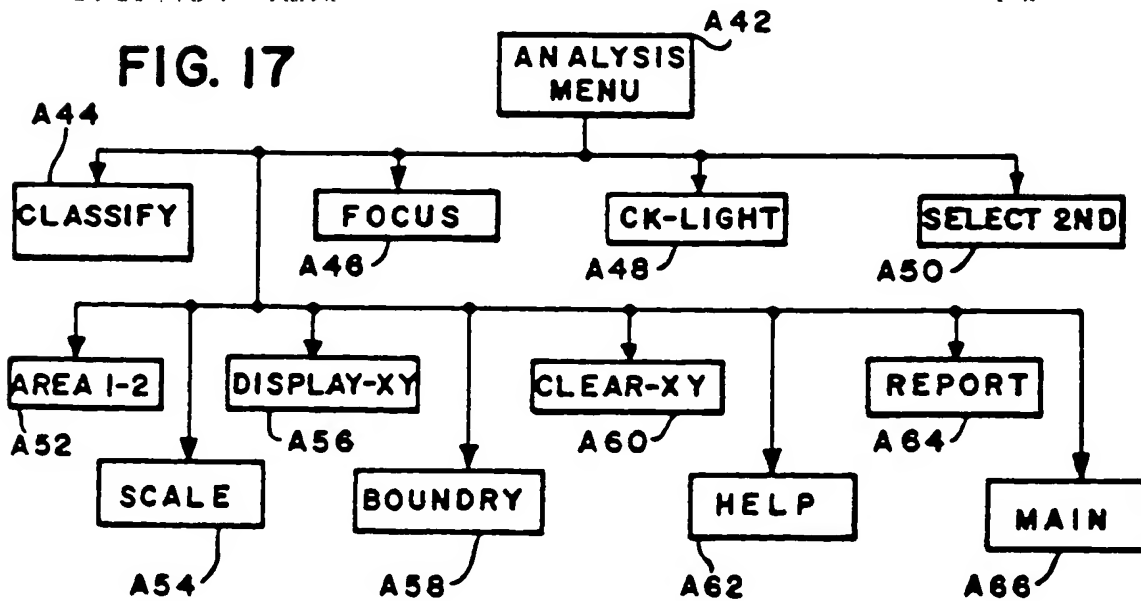 FIG. 17
A42
ANALYSIS
MENU
A44
CLASSIFY
FOCUS
CK-LIGHT
SELECT 2ND
A46
A48
A50
AREA 1-2
DISPLAY-XY
CLEAR-XY
REPORT
A52
A56
A60
A64
SCALE
BOUNDRY
HELP
MAIN
A54
A58
A62
A66